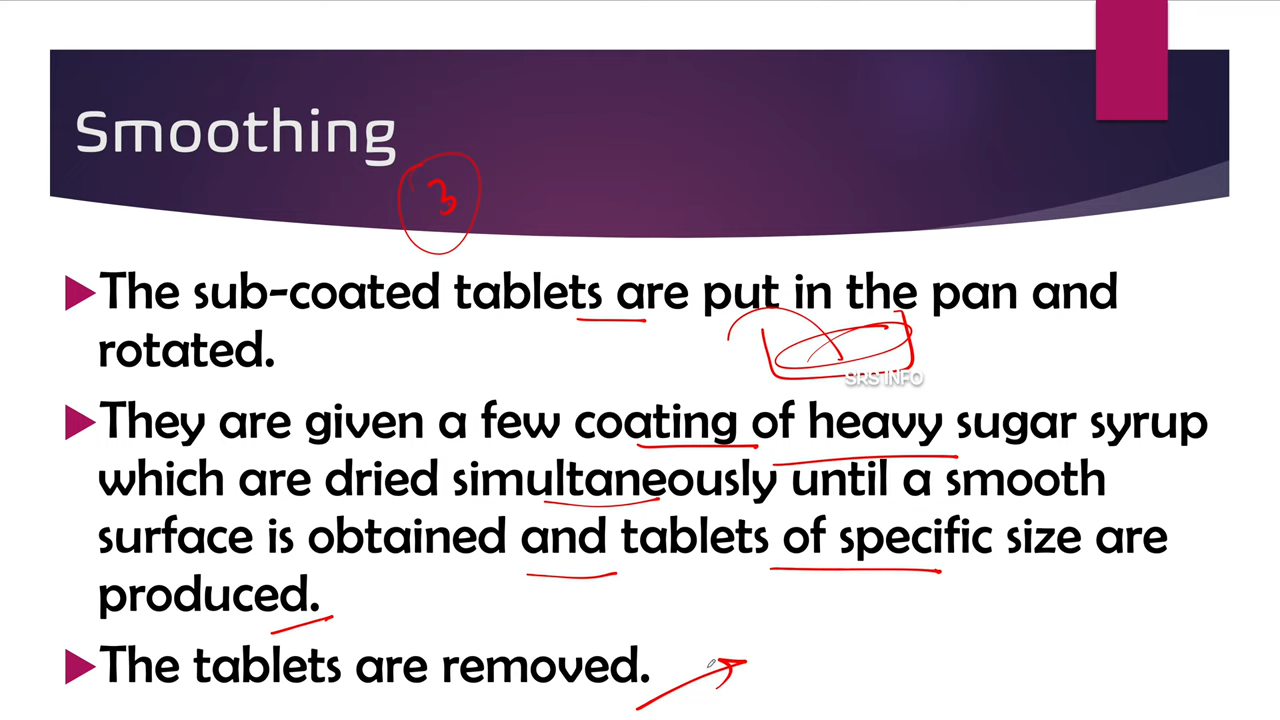 Smoothing
3
The sub-coated tablets are put in the pan and
rotated.
SRS INFO
They are given a few coating of heavy sugar syrup
which are dried simultaneously until a smooth
surface is obtained and tablets of specific size are
produced.
The tablets are removed.